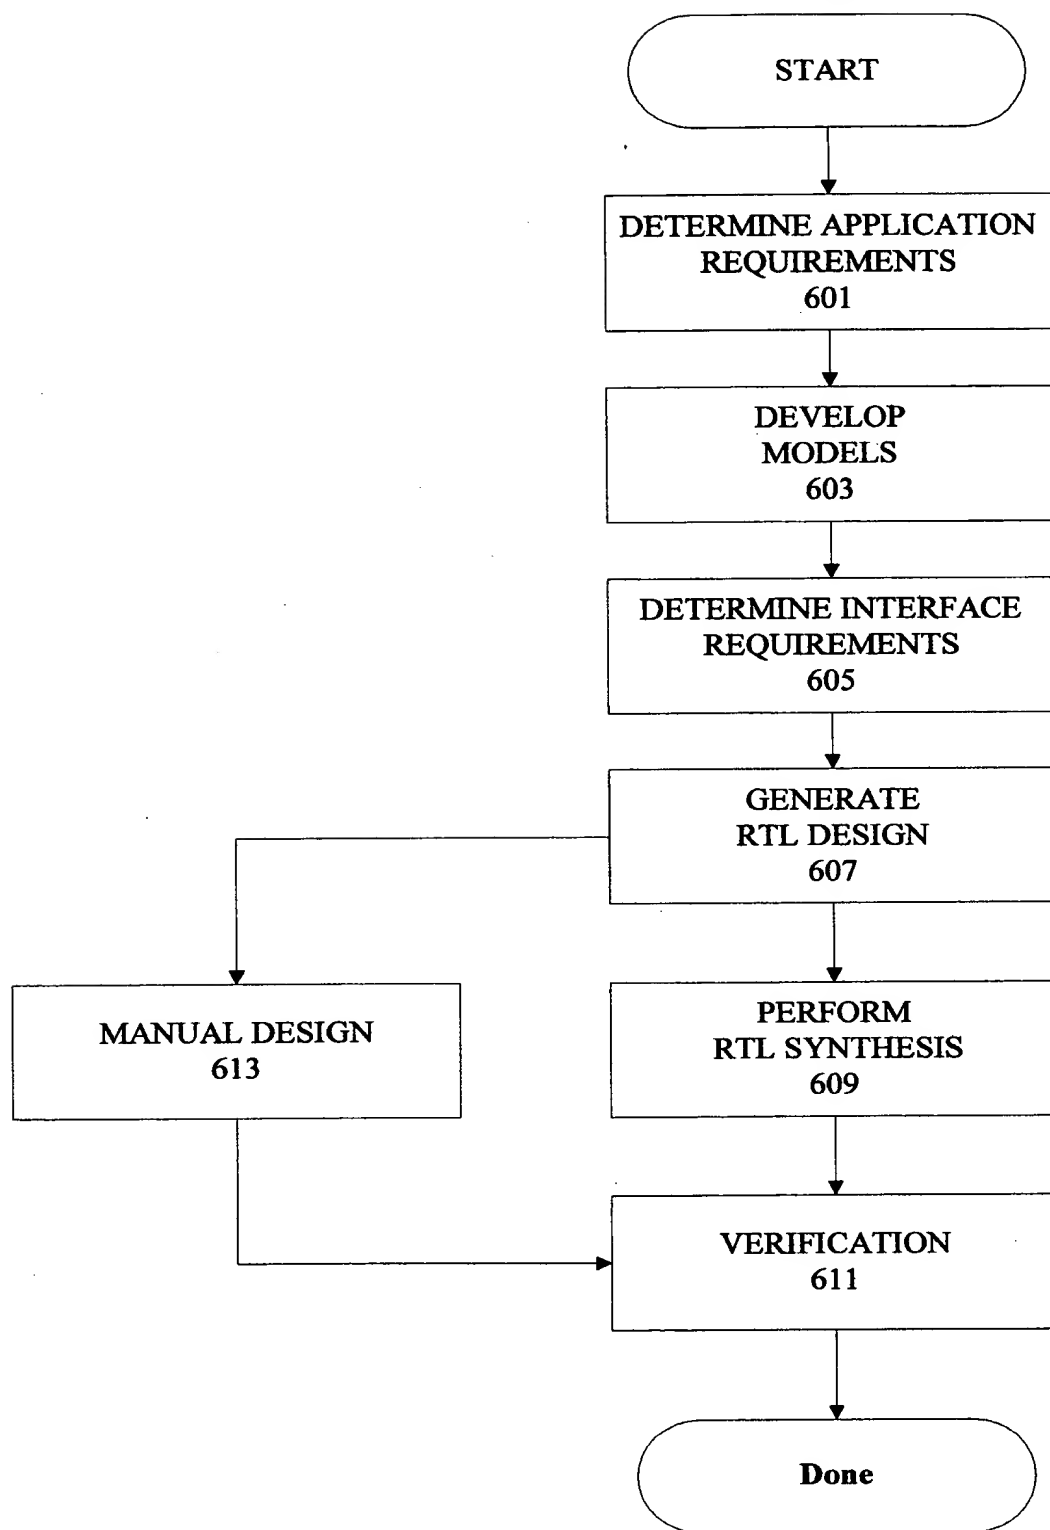 START
DETERMINE APPLICATION
REQUIREMENTS
601
DEVELOP
MODELS
603
DETERMINE INTERFACE
REQUIREMENTS
605
GENERATE
RTL DESIGN
607
MANUAL DESIGN
613
PERFORM
RTL SYNTHESIS
609
VERIFICATION
611
Done